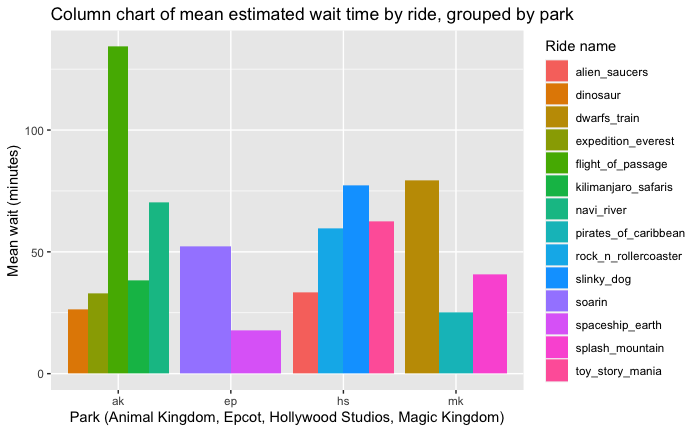 Column chart of mean estimated wait time by ride, grouped by park
Mean wait (minutes)
100
50
0
ak
ep
hs
mk
Park (Animal Kingdom, Epcot, Hollywood Studios, Magic Kingdom)
Ride name
alien_saucers
dinosaur
dwarfs_train
expedition_everest
flight_of_passage
kilimanjaro_safaris
navi_river
pirates_of_caribbean
rock_n_rollercoaster
slinky_dog
soarin
spaceship_earth
splash_mountain
toy_story_mania